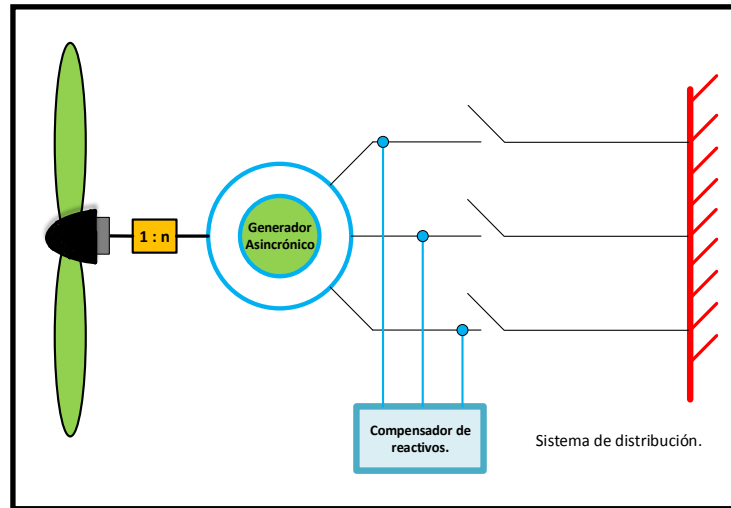 1 : n
Generador
Asincrónico
Compensador de
reactivos.
Sistema de distribución.